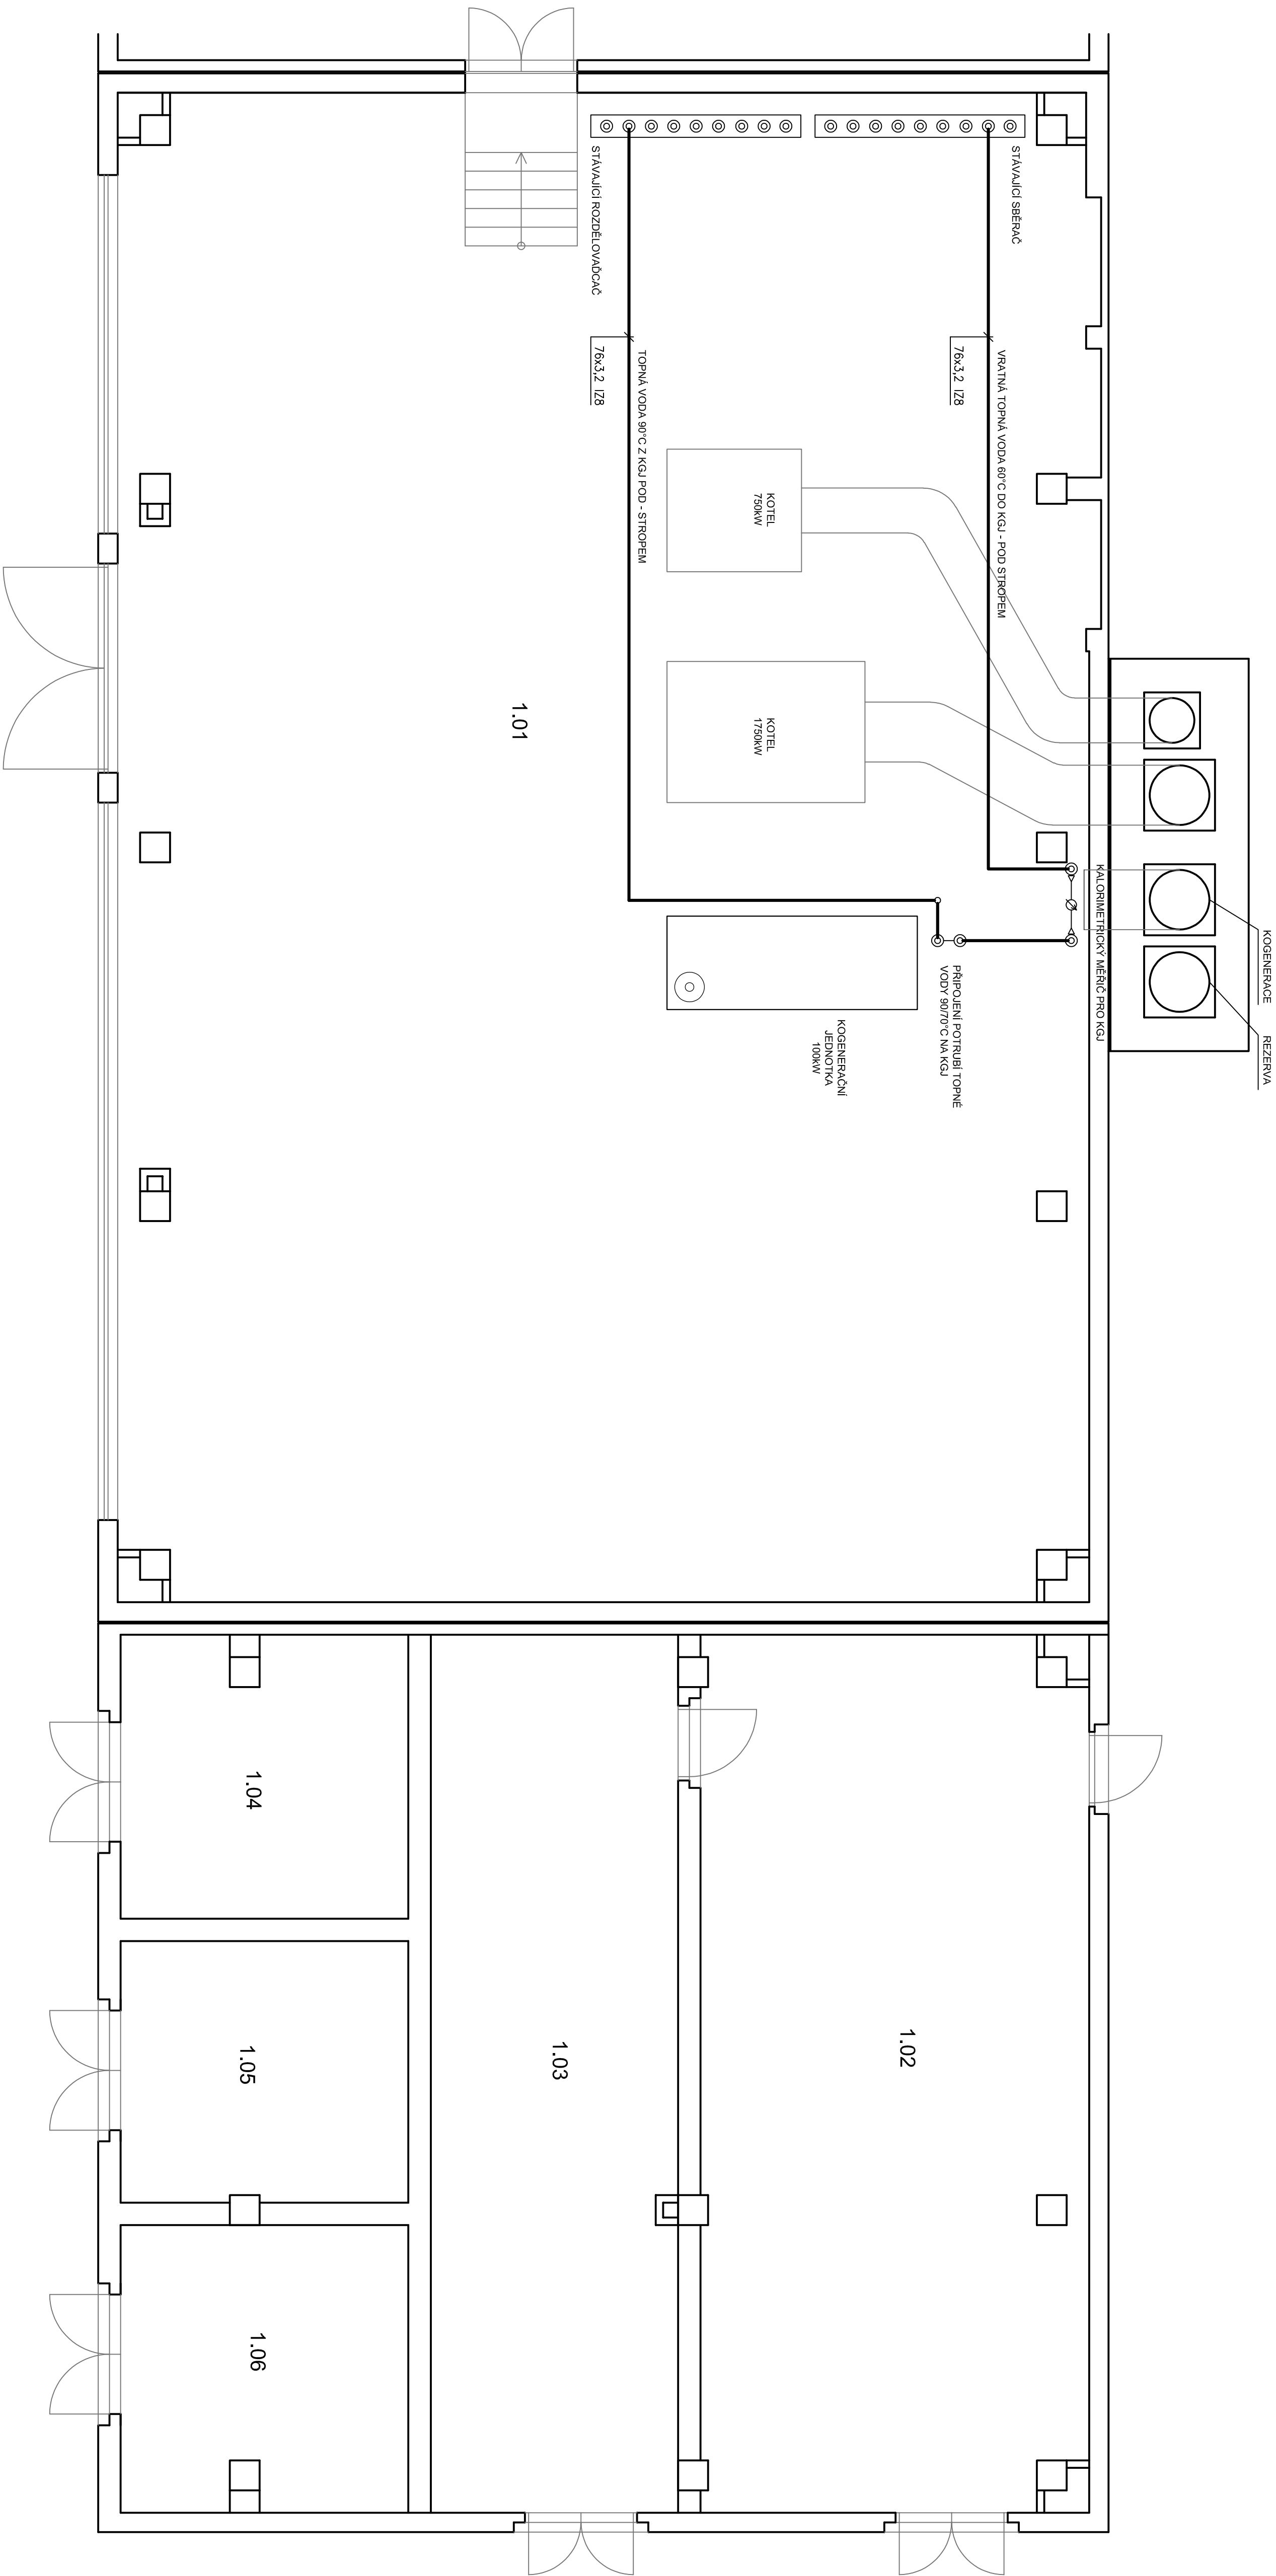 KOGENERACE
REZERVA
STÁVAJÍCÍ SBĚRAČ
VRATNÁ TOPNÁ VODA 60°C DO KGJ - POD STROPEM
76x3,2 IZ8
KALORIMETRICKÝ MĚŘIČ PRO KGJ
PŘIPOJENÍ POTRUBÍ TOPNÉ
VODY 90/70°C NA KGJ
KOGENERAČNÍ
JEDNOTKA
100kW
KOTEL
750kW
KOTEL
1750kW
STÁVAJÍCÍ ROZDĚLOVAĎCAČ
TOPNÁ VODA 90°C Z KGJ POD - STROPEM
76x3,2 IZ8
1.01
1.02
1.03
1.04
1.05
1.06